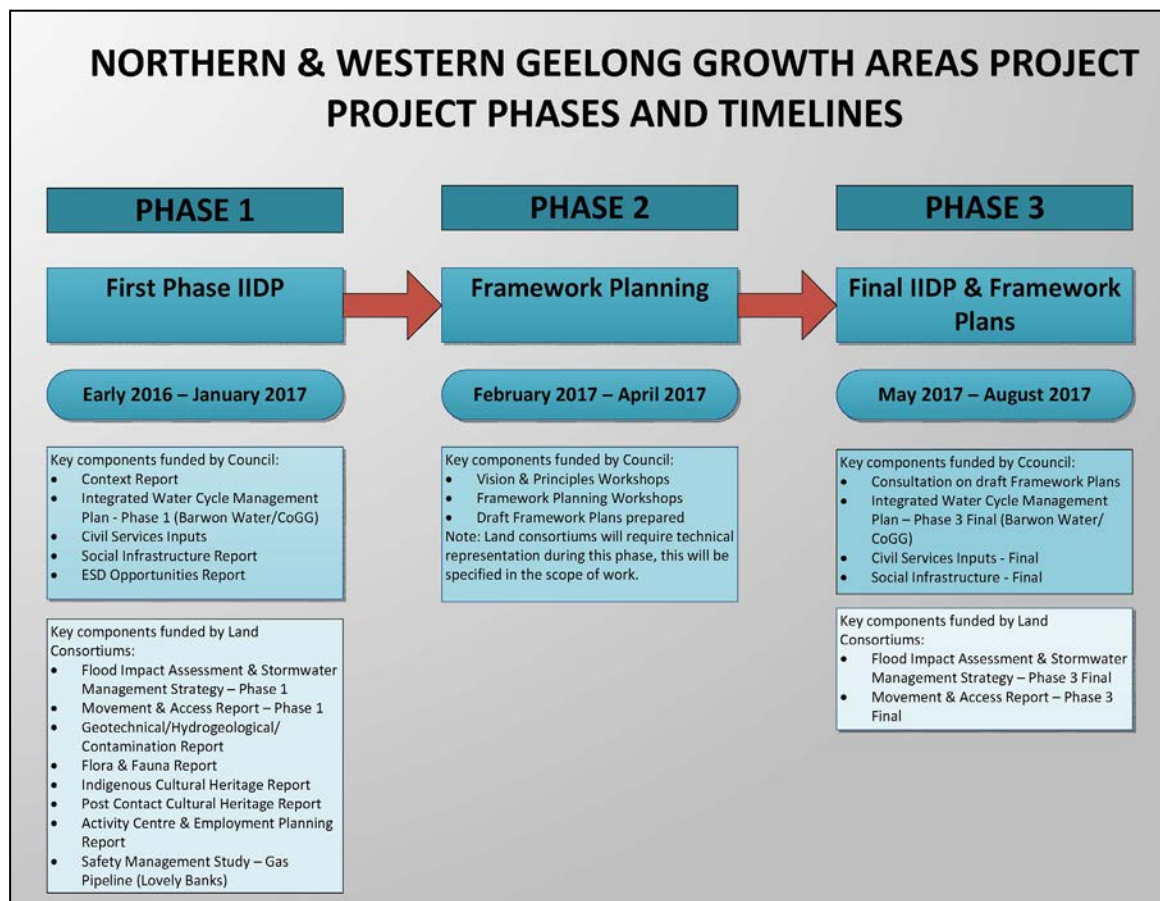 NORTHERN & WESTERN GEELONG GROWTH AREAS PROJECT
PROJECT PHASES AND TIMELINES
PHASE 1
First Phase IIDP
Early 2016 – January 2017
Key components funded by Council:
• Context Report
• Integrated Water Cycle Management
Plan - Phase 1 (Barwon Water/CoGG)
• Civil Services Inputs
• Social Infrastructure Report
• ESD Opportunities Report
Key components funded by Land
Consortiums:
• Flood Impact Assessment & Stormwater
Management Strategy – Phase 1
• Movement & Access Report – Phase 1
• Geotechnical/Hydrogeological/
Contamination Report
• Flora & Fauna Report
• Indigenous Cultural Heritage Report
• Post Contact Cultural Heritage Report
• Activity Centre & Employment Planning
Report
• Safety Management Study – Gas
Pipeline (Lovely Banks)
PHASE 2
Framework Planning
February 2017 – April 2017
Key components funded by Council:
• Vision & Principles Workshops
• Framework Planning Workshops
• Draft Framework Plans prepared
Note: Land consortiums will require technical
representation during this phase, this will be
specified in the scope of work.
PHASE 3
Final IIDP & Framework
Plans
May 2017 – August 2017
Key components funded by Ccouncil:
• Consultation on draft Framework Plans
• Integrated Water Cycle Management
Plan – Phase 3 Final (Barwon Water/
CoGG)
• Civil Services Inputs - Final
• Social Infrastructure - Final
Key components funded by Land
Consortiums:
• Flood Impact Assessment & Stormwater
Management Strategy – Phase 3 Final
• Movement & Access Report – Phase 3
Final